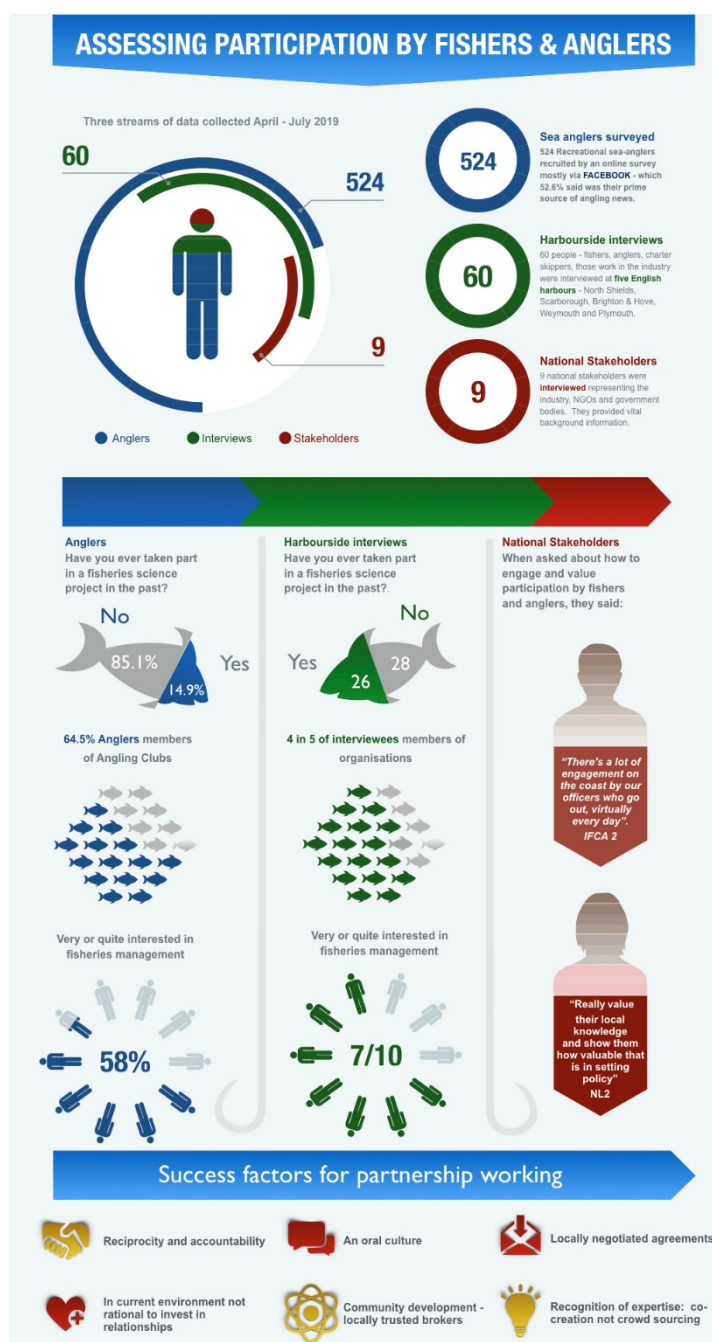 ASSESSING PARTICIPATION BY FISHERS & ANGLERS
Three streams of data collected April - July 2019
60
524
9
Anglers
Interviews
Stakeholders
524
Sea anglers surveyed
524 Recreational sea-anglers
recruited by an online survey
mostly via FACEBOOK - which
52.6% said was their prime
source of angling news.
60
Harbourside interviews
60 people - fishers, anglers, charter
skippers, those work in the industry
were interviewed at five English
harbours - North Shields,
Scarborough, Brighton & Hove,
Weymouth and Plymouth.
9
National Stakeholders
9 national stakeholders were
interviewed representing the
industry, NGOs and government
bodies. They provided vital
background information.
Anglers
Have you ever taken part
in a fisheries science
project in the past?
No
85.1%
Yes
14.9%
64.5% Anglers members
of Angling Clubs
Very or quite interested in
fisheries management
58%
Harbourside interviews
Have you ever taken part
in a fisheries science
project in the past?.
No
Yes
28
26
4 in 5 of interviewees members of
organisations
Very or quite interested in
fisheries management
7/10
National Stakeholders
When asked about how to
engage and value
participation by fishers
and anglers, they said:
"There's a lot of
engagement on
the coast by our
officers who go
out, virtually
every day".
IFCA 2
"Really value
their local
knowledge
and show them
how valuable that
is in setting
policy"
NL2
Success factors for partnership working
Reciprocity and accountability
An oral culture
Locally negotiated agreements
In current environment not
rational to invest in
relationships
Community development -
locally trusted brokers
Recognition of expertise: co-
creation not crowd sourcing